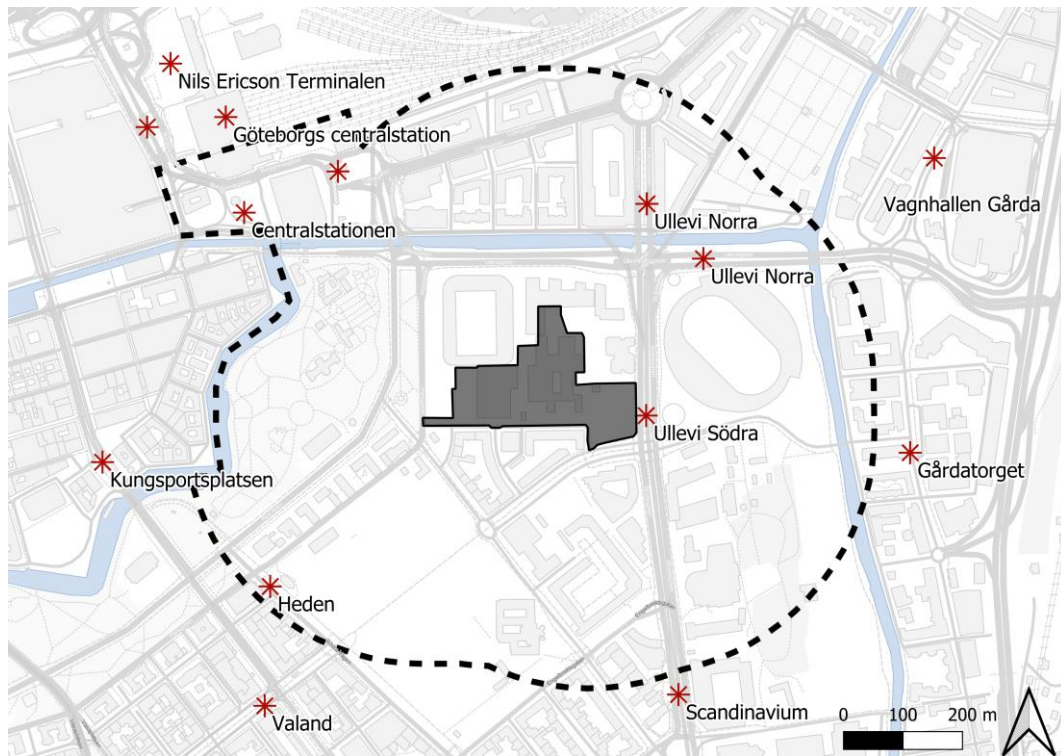 Nils Ericson Terminalen
Göteborgs centralstation
Vagnhallen Gårda
Centralstationen
Ullevi Norra
Ullevi Norra
Ullevi Södra
Kungsportsplatsen
Gårdatorget
Heden
Valand
Scandinavium
0 100 200 m